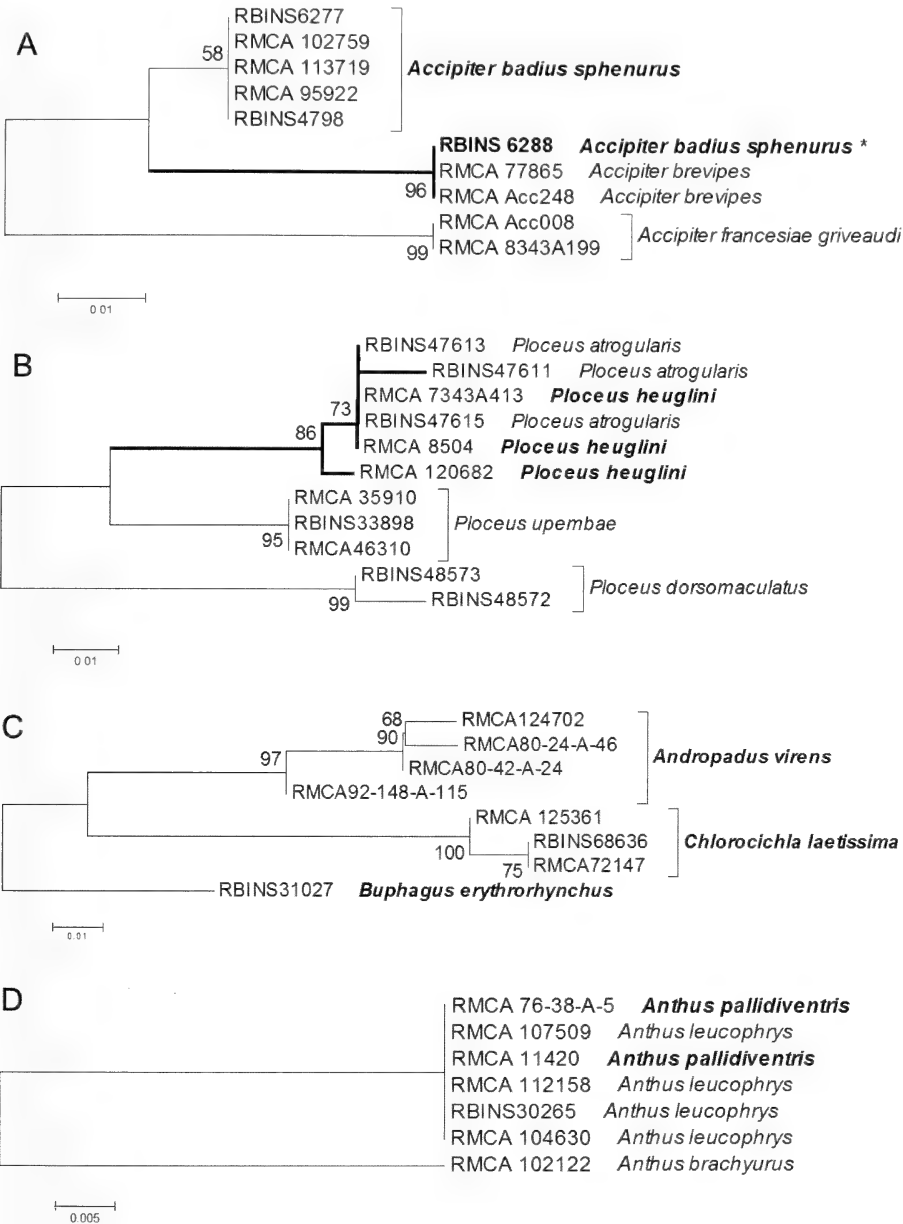 A
RBINS6277
RMCA 102759
58
RMCA 113719
Accipiter badius sphenurus
RMCA 95922
RBINS4798
RBINS 6288 Accipiter badius sphenurus *
RMCA 77865 Accipiter brevipes
96
RMCA Acc248 Accipiter brevipes
RMCA Acc008
Accipiter francesiae griveaudi
99
RMCA 8343A199
0.01
B
RBINS47613 Ploceus atrogularis
RBINS47611 Ploceus atrogularis
73
RMCA 7343A413 Ploceus heuglini
RBINS47615 Ploceus atrogularis
86
RMCA 8504 Ploceus heuglini
RMCA 120682 Ploceus heuglini
RMCA 35910
RBINS33898
Ploceus upembae
95
RMCA46310
RBINS48573
Ploceus dorsomaculatus
99
RBINS48572
0.01
C
68
RMCA124702
90
RMCA80-24-A-46
Andropadus virens
97
RMCA80-42-A-24
RMCA92-148-A-115
RMCA 125361
RBINS68636
Chlorocichla laetissima
100
75
RMCA72147
RBINS31027 Buphagus erythrorhynchus
0.01
D
RMCA 76-38-A-5 Anthus pallidiventris
RMCA 107509 Anthus leucophrys
RMCA 11420 Anthus pallidiventris
RMCA 112158 Anthus leucophrys
RBINS30265 Anthus leucophrys
RMCA 104630 Anthus leucophrys
RMCA 102122 Anthus brachyurus
0.005